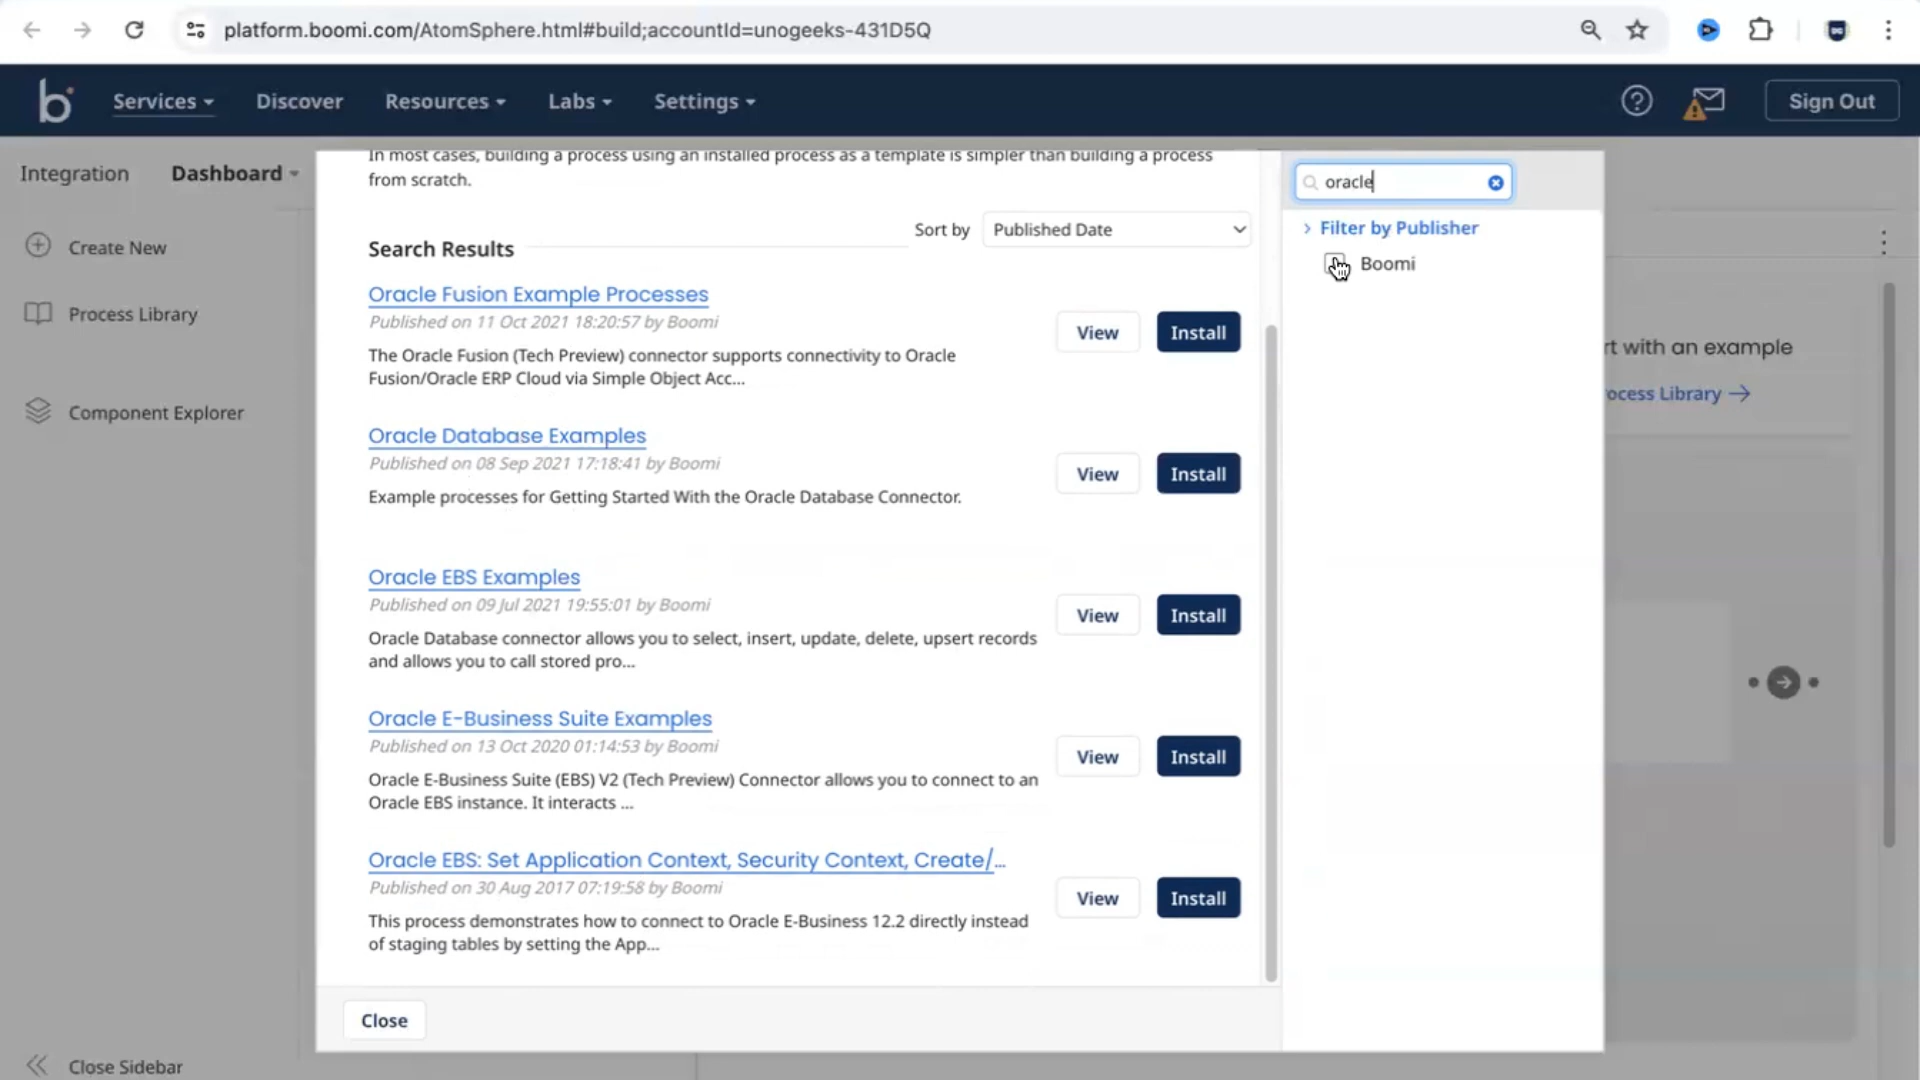 platform.boomi.com/AtomSphere.html#build;accountId=unogeeks-431D5Q
b Services Discover Resources Labs Settings Sign Out
Integration Dashboard
Create New
Process Library
Component Explorer
Close Sidebar
In most cases, building a process using an installed process as a template is simpler than building a process
from scratch.
Sort by Published Date
Search Results
Oracle Fusion Example Processes
Published on 11 Oct 2021 18:20:57 by Boomi
The Oracle Fusion (Tech Preview) connector supports connectivity to Oracle
Fusion/Oracle ERP Cloud via Simple Object Acc...
View Install
Oracle Database Examples
Published on 08 Sep 2021 17:18:41 by Boomi
Example processes for Getting Started With the Oracle Database Connector.
View Install
Oracle EBS Examples
Published on 09 Jul 2021 19:55:01 by Boomi
Oracle Database connector allows you to select, insert, update, delete, upsert records
and allows you to call stored pro...
View Install
Oracle E-Business Suite Examples
Published on 13 Oct 2020 01:14:53 by Boomi
Oracle E-Business Suite (EBS) V2 (Tech Preview) Connector allows you to connect to an
Oracle EBS instance. It interacts ...
View Install
Oracle EBS: Set Application Context, Security Context, Create/...
Published on 30 Aug 2017 07:19:58 by Boomi
This process demonstrates how to connect to Oracle E-Business 12.2 directly instead
of staging tables by setting the App...
View Install
Close
oracle
Filter by Publisher
Boomi
rt with an example
ocess Library